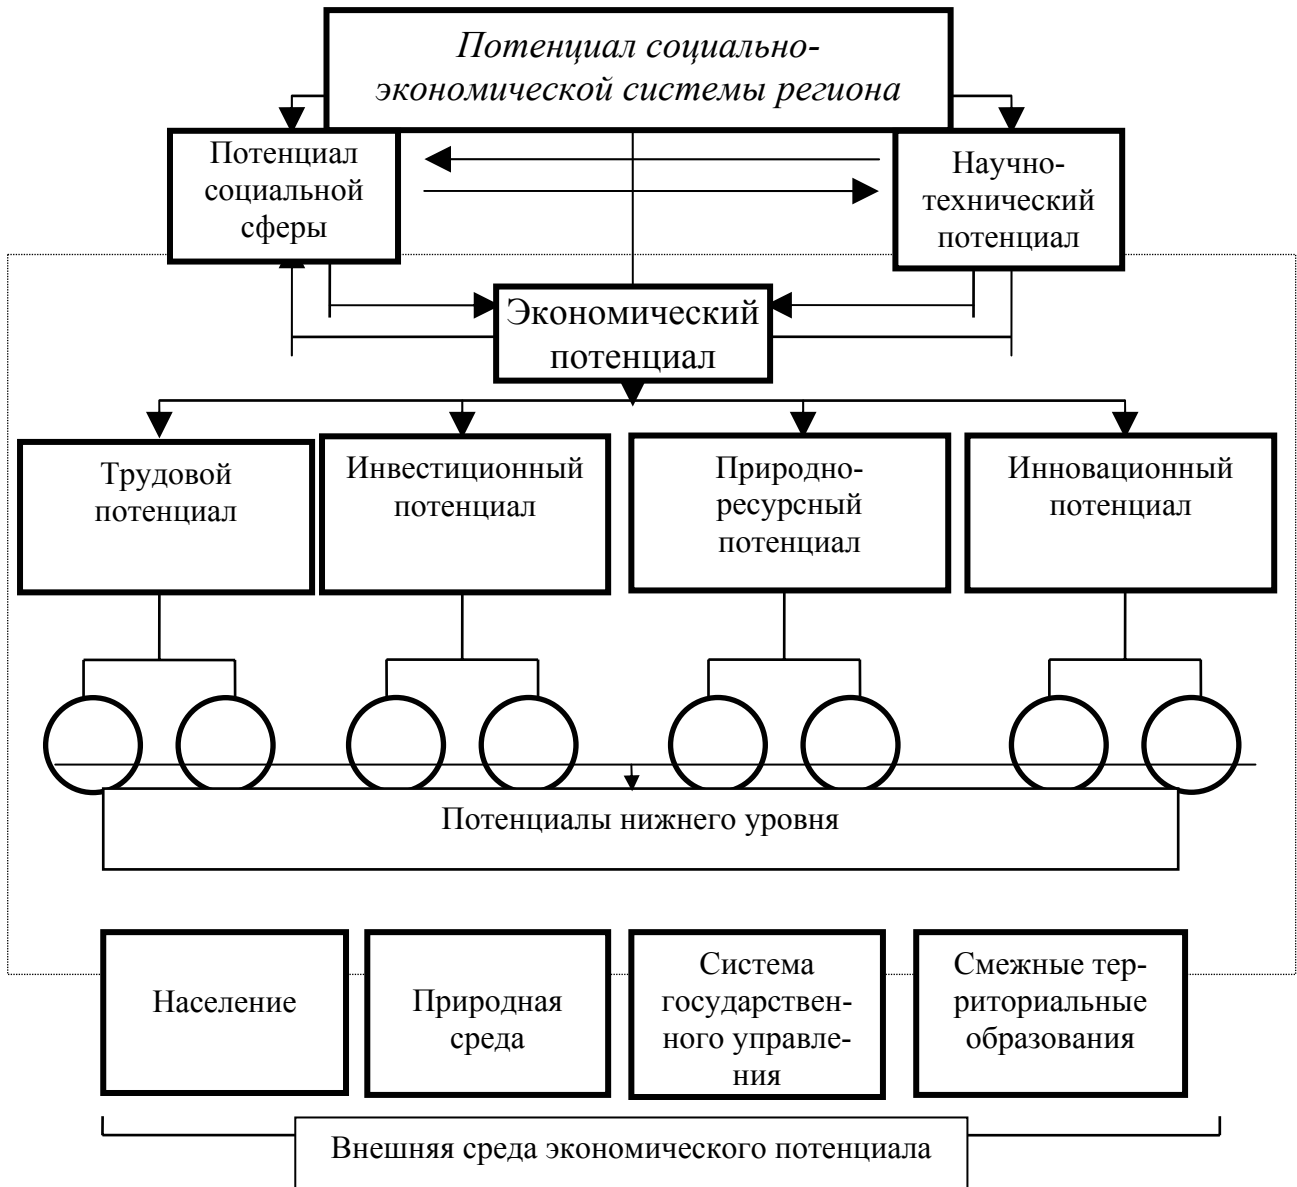 Потенциал социально-
экономической системы региона
Потенциал
социальной
сферы
Научно-
технический
потенциал
Экономический
потенциал
Трудовой
потенциал
Инвестиционный
потенциал
Природно-
ресурсный
потенциал
Инновационный
потенциал
Потенциалы нижнего уровня
Население
Природная
среда
Система
государствен-
ного управле-
ния
Смежные тер-
риториальные
образования
Внешняя среда экономического потенциала